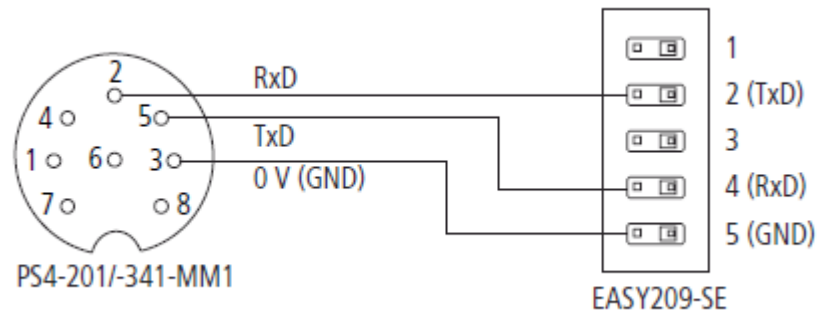 2
RxD
4
5
TxD
1
6
3
0 V (GND)
7
8
PS4-201/-341-MM1
1
2 (TxD)
3
4 (RxD)
5 (GND)
EASY209-SE